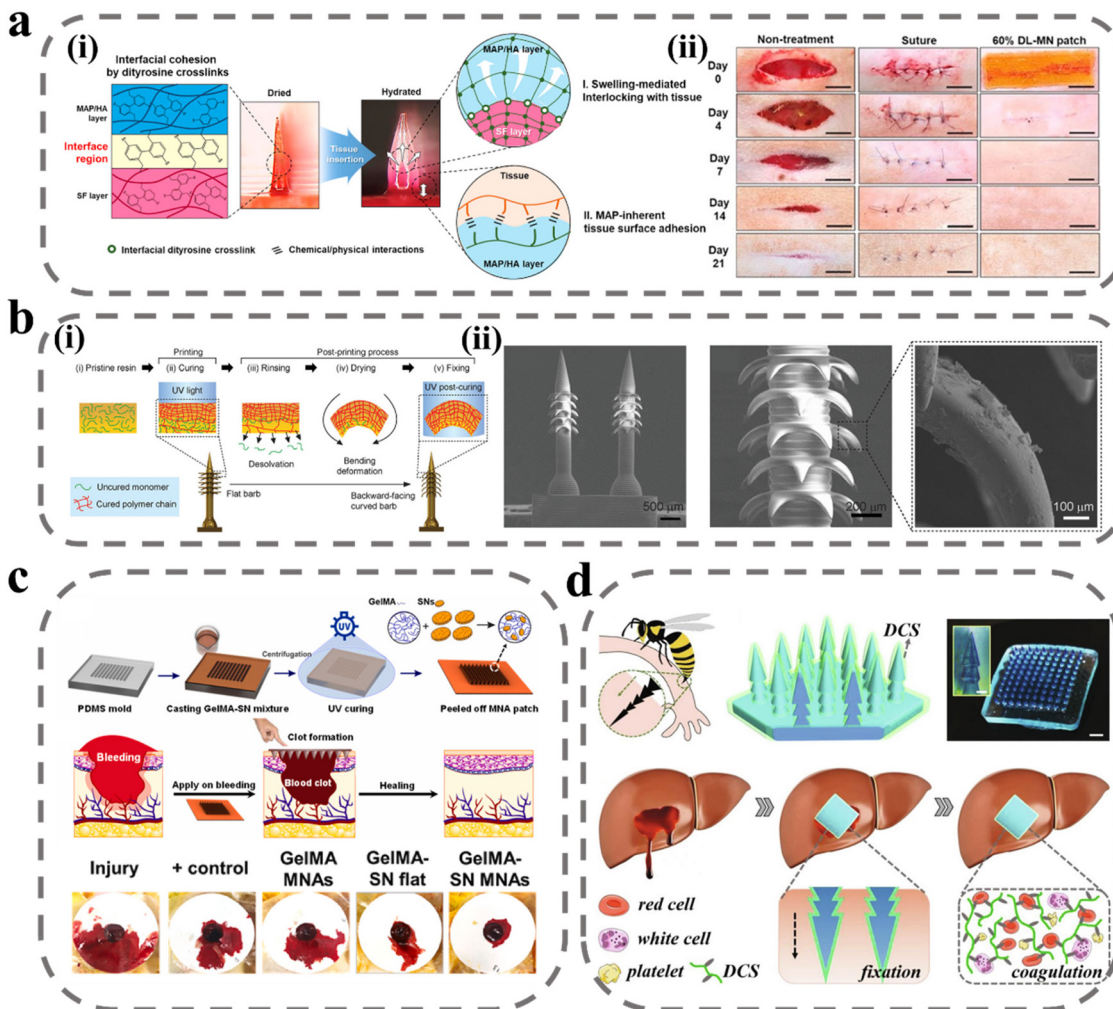 a
(i)
Interfacial cohesion
by dityrosine crosslinks
MAP/HA
layer
Interface
region
SF layer
Dried
Tissue
insertion
Hydrated
MAP/HA layer
SF layer
I. Swelling-mediated
Interlocking with tissue
Tissue
MAP/HA layer
II. MAP-inherent
tissue surface adhesion
Interfacial dityrosine crosslink
Chemical/physical interactions
(ii)
Non-treatment
Suture
60% DL-MN patch
Day
0
Day
4
Day
7
Day
14
Day
21
b
(i)
Printing
Post-printing process
(i) Pristine resin
(ii) Curing
(iii) Rinsing
(iv) Drying
(v) Fixing
UV light
UV post-curing
Desolvation
Bending
deformation
Uncured monomer
Cured polymer chain
Flat barb
Backward-facing
curved barb
(ii)
500 μm
200 μm
100 μm
c
GelMA
SNs
UV
Centrifugation
PDMS mold
Casting GelMA-SN mixture
UV curing
Peeled off MNA patch
Bleeding
Apply on bleeding
Clot formation
Blood clot
Healing
Injury
+ control
GelMA
MNAs
GelMA-
SN flat
GelMA-
SN MNAs
d
DCS
red cell
white cell
platelet
DCS
fixation
coagulation